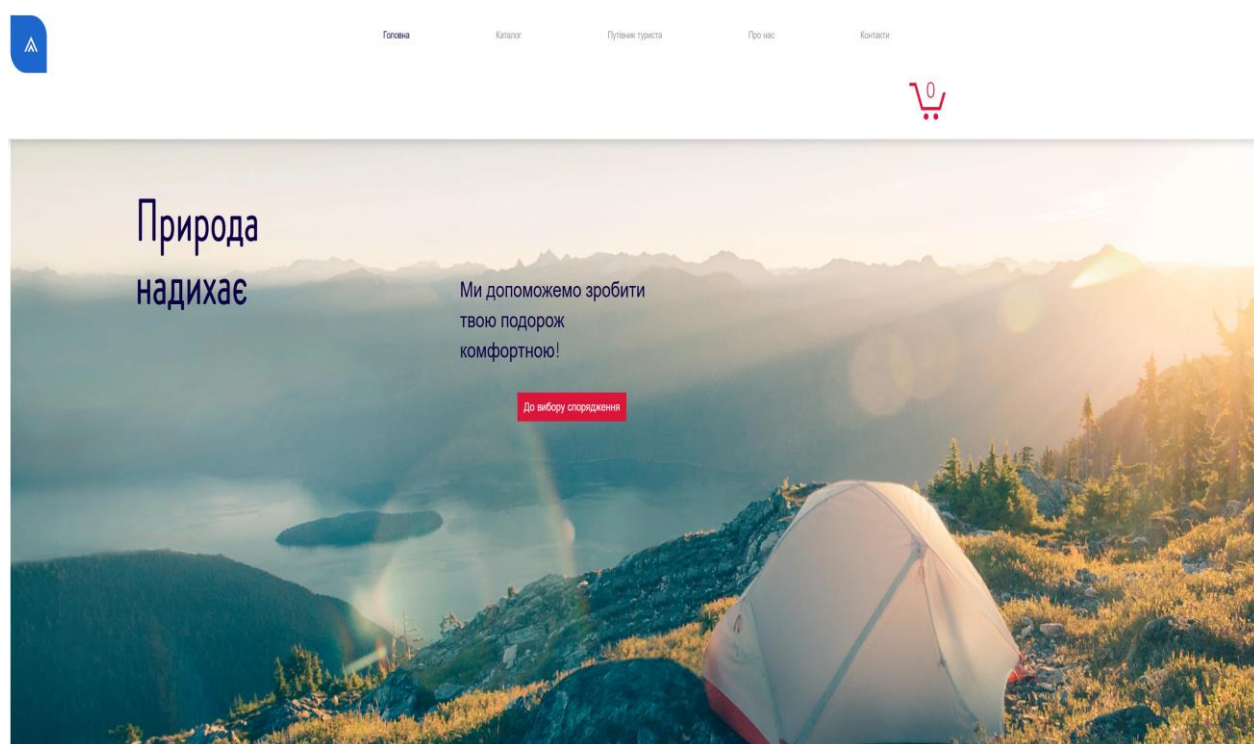 Головна Каталог Путівник туриста Про нас Контакти
0
Природа
надихає
Ми допоможемо зробити
твою подорож
комфортною!
До вибору спорядження